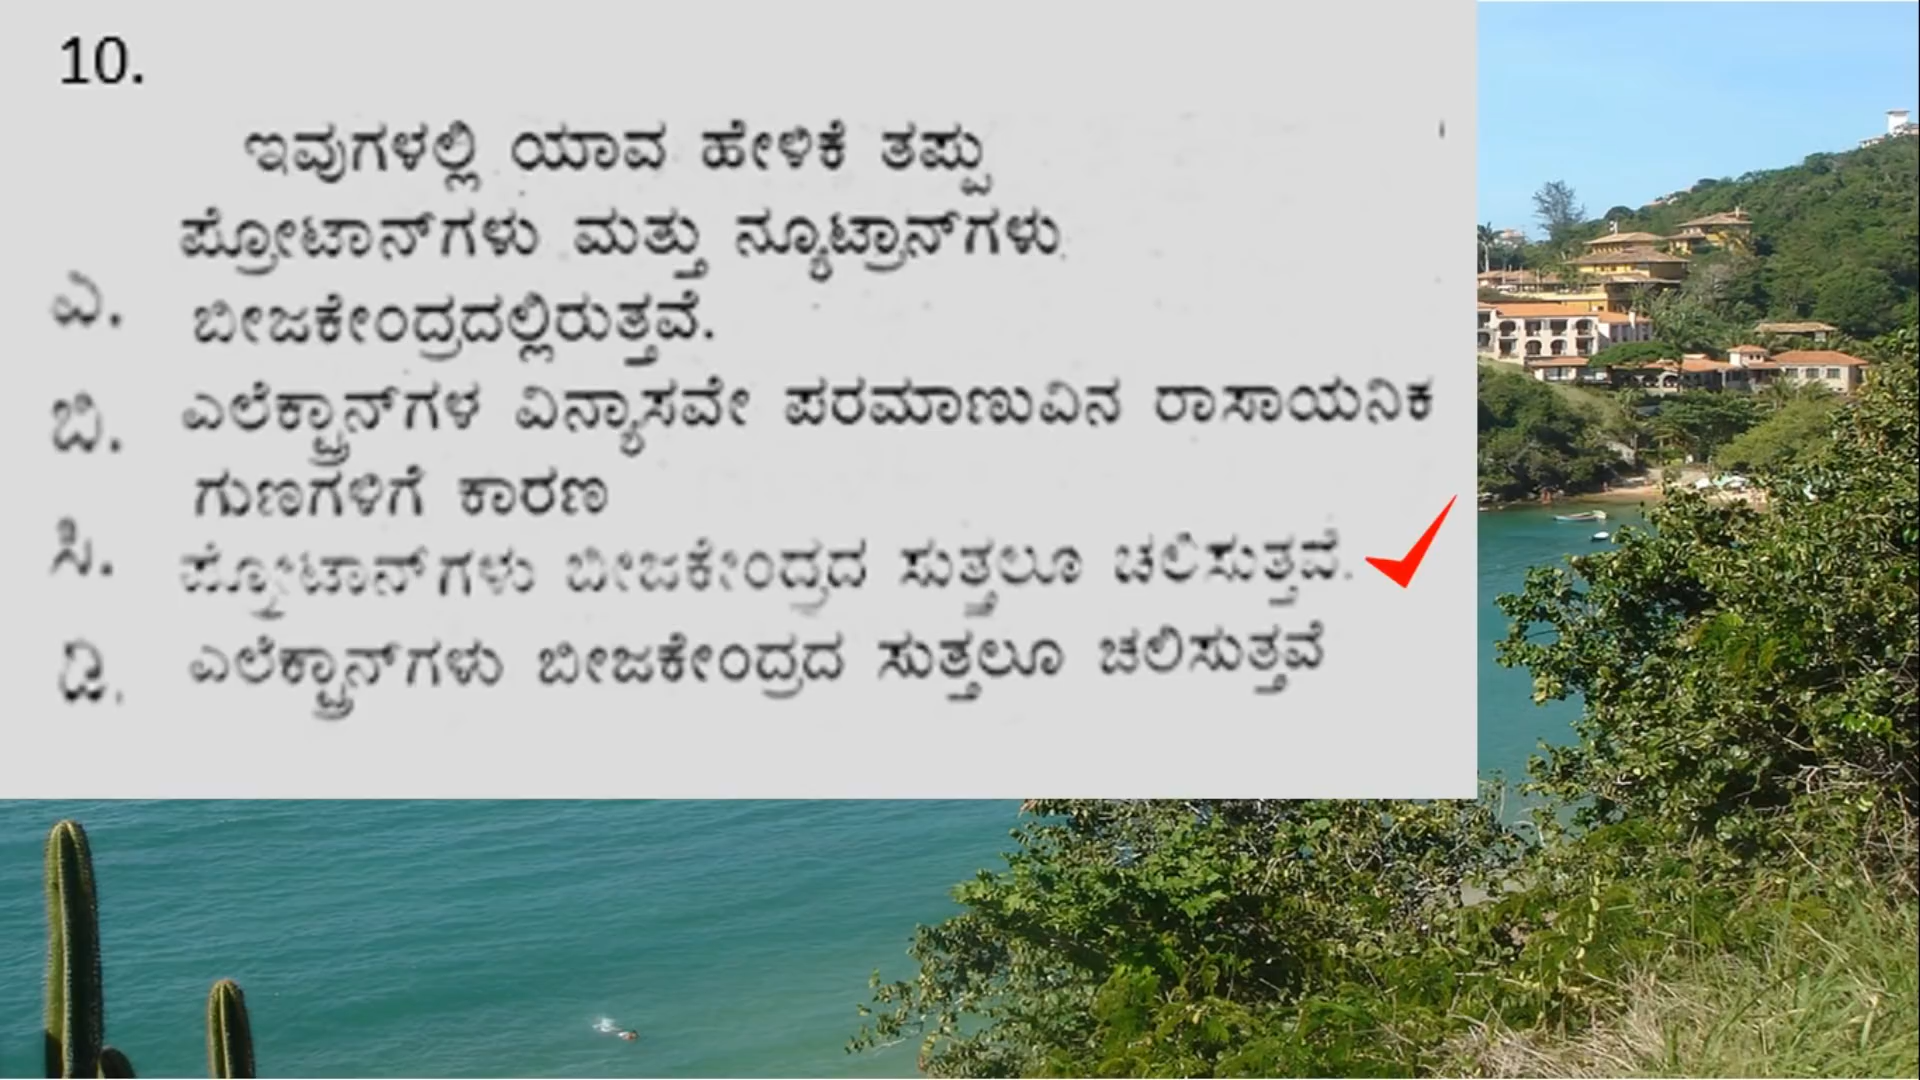 10.
ಇವುಗಳಲ್ಲಿ ಯಾವ ಹೇಳಿಕೆ ತಪ್ಪು
ಪ್ರೋಟಾನ್‌ಗಳು ಮತ್ತು ನ್ಯೂಟ್ರಾನ್‌ಗಳು
ಎ. ಬೀಜಕೇಂದ್ರದಲ್ಲಿರುತ್ತವೆ.
ಬಿ. ಎಲೆಕ್ಟ್ರಾನ್‌ಗಳ ವಿನ್ಯಾಸವೇ ಪರಮಾಣುವಿನ ರಾಸಾಯನಿಕ
ಗುಣಗಳಿಗೆ ಕಾರಣ
ಸಿ. ಪ್ರೋಟಾನ್‌ಗಳು ಬೀಜಕೇಂದ್ರದ ಸುತ್ತಲೂ ಚಲಿಸುತ್ತವೆ.
ಡಿ. ಎಲೆಕ್ಟ್ರಾನ್‌ಗಳು ಬೀಜಕೇಂದ್ರದ ಸುತ್ತಲೂ ಚಲಿಸುತ್ತವೆ